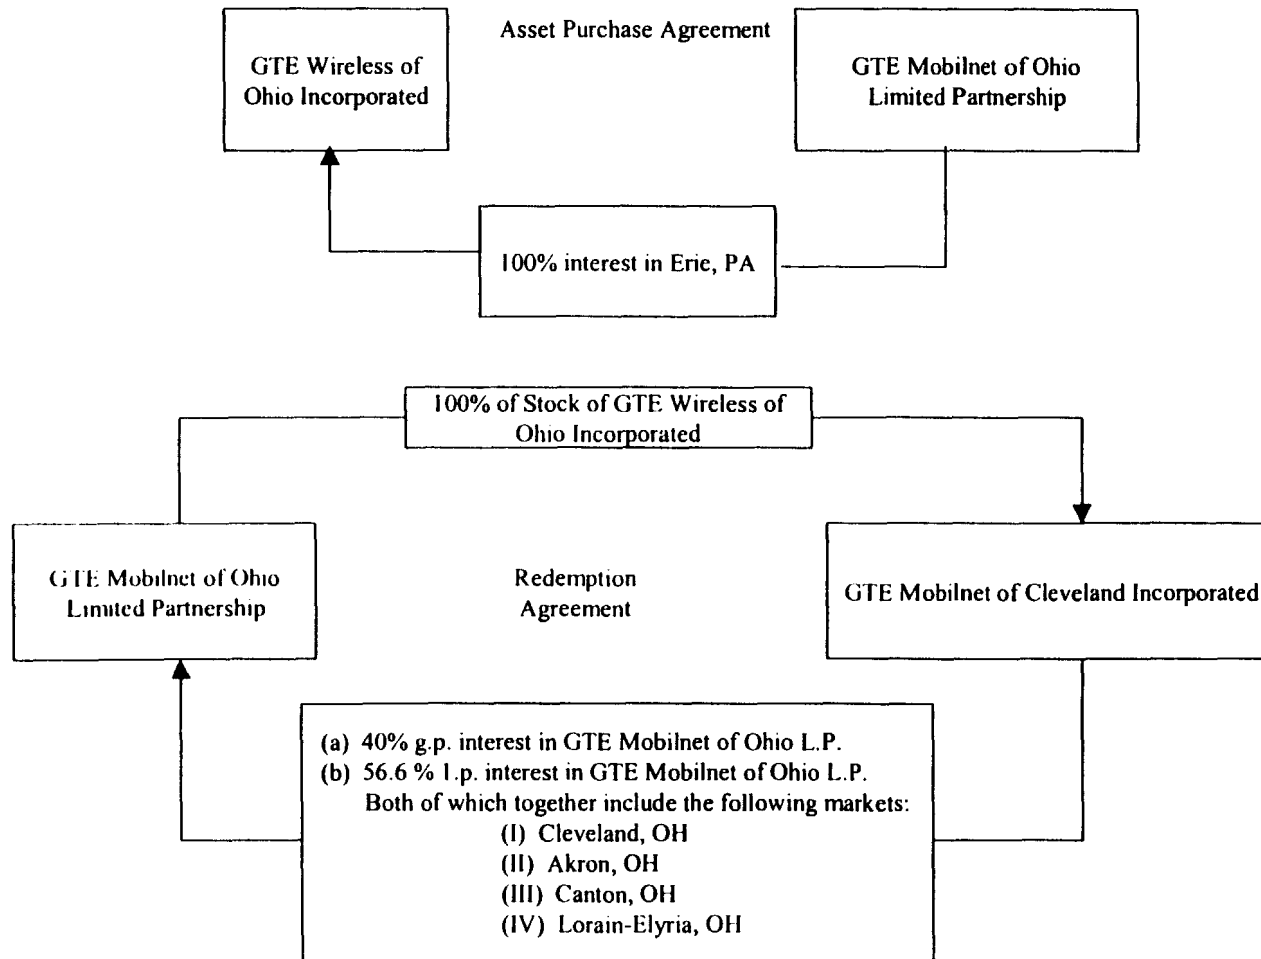 Asset Purchase Agreement
GTE Wireless of
Ohio Incorporated
GTE Mobilnet of Ohio
Limited Partnership
100% interest in Erie, PA
100% of Stock of GTE Wireless of
Ohio Incorporated
GTE Mobilnet of Ohio
Limited Partnership
Redemption
Agreement
GTE Mobilnet of Cleveland Incorporated
(a) 40% g.p. interest in GTE Mobilnet of Ohio L.P.
(b) 56.6 % l.p. interest in GTE Mobilnet of Ohio L.P.
Both of which together include the following markets:
(I) Cleveland, OH
(II) Akron, OH
(III) Canton, OH
(IV) Lorain-Elyria, OH